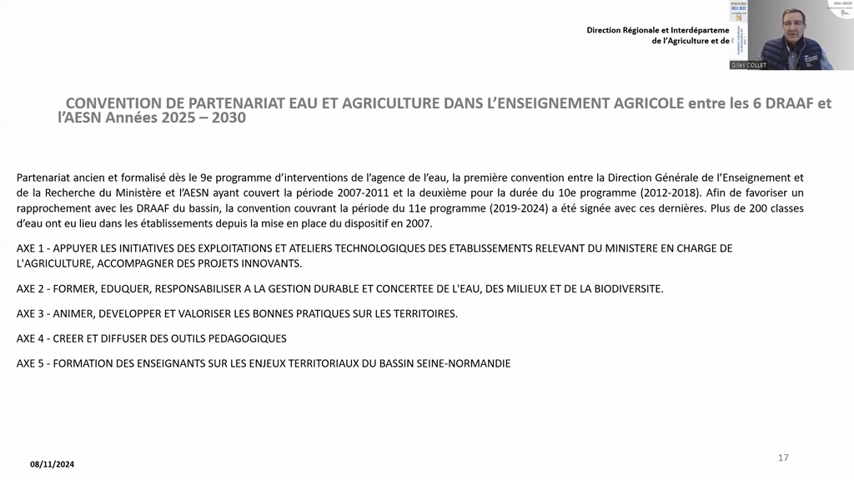 Direction Régionale et Interdéparteme
de l'Agriculture et de
Gilles COLLET
CONVENTION DE PARTENARIAT EAU ET AGRICULTURE DANS L'ENSEIGNEMENT AGRICOLE entre les 6 DRAAF et
l'AESN Années 2025 – 2030
Partenariat ancien et formalisé dès le 9e programme d'interventions de l'agence de l'eau, la première convention entre la Direction Générale de l'Enseignement et
de la Recherche du Ministère et l'AESN ayant couvert la période 2007-2011 et la deuxième pour la durée du 10e programme (2012-2018). Afin de favoriser un
rapprochement avec les DRAAF du bassin, la convention couvrant la période du 11e programme (2019-2024) a été signée avec ces dernières. Plus de 200 classes
d'eau ont eu lieu dans les établissements depuis la mise en place du dispositif en 2007.
AXE 1 - APPUYER LES INITIATIVES DES EXPLOITATIONS ET ATELIERS TECHNOLOGIQUES DES ETABLISSEMENTS RELEVANT DU MINISTERE EN CHARGE DE
L'AGRICULTURE, ACCOMPAGNER DES PROJETS INNOVANTS.
AXE 2 - FORMER, EDUQUER, RESPONSABILISER A LA GESTION DURABLE ET CONCERTEE DE L'EAU, DES MILIEUX ET DE LA BIODIVERSITE.
AXE 3 - ANIMER, DEVELOPPER ET VALORISER LES BONNES PRATIQUES SUR LES TERRITOIRES.
AXE 4 - CREER ET DIFFUSER DES OUTILS PEDAGOGIQUES
AXE 5 - FORMATION DES ENSEIGNANTS SUR LES ENJEUX TERRITORIAUX DU BASSIN SEINE-NORMANDIE
08/11/2024
17